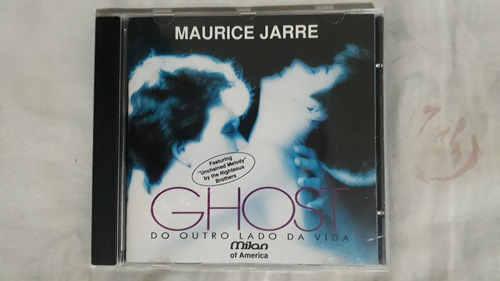 MAURICE JARRE
Featuring
"Unchained Melody"
by the Righteous
Brothers
GHOST
DO OUTRO LADO DA VIDA
milan
of America